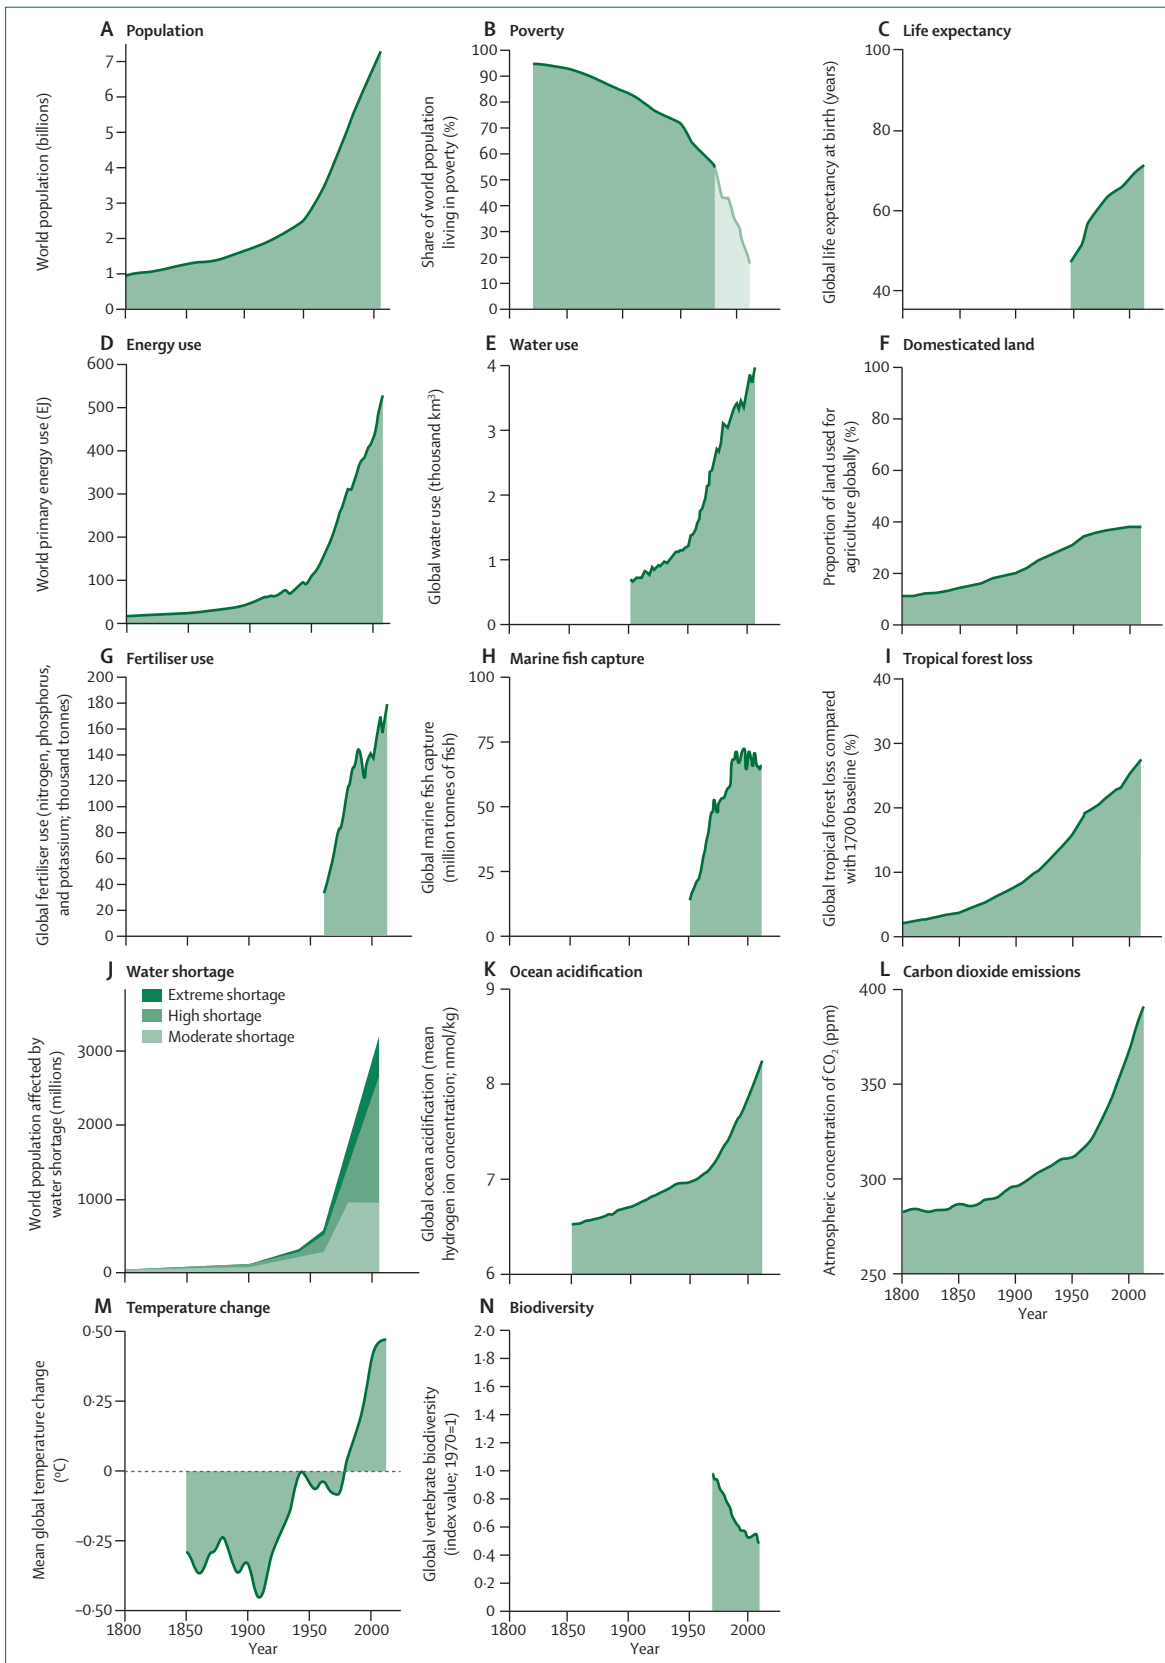 A Population
World population (billions)
7
6
5
4
3
2
1
0
B Poverty
Share of world population
living in poverty (%)
100
90
80
70
60
50
40
30
20
10
0
C Life expectancy
Global life expectancy at birth (years)
100
80
60
40
D Energy use
World primary energy use (EJ)
600
500
400
300
200
100
0
E Water use
Global water use (thousand km³)
4
3
2
1
0
F Domesticated land
Proportion of land used for
agriculture globally (%)
100
80
60
40
20
0
G Fertiliser use
Global fertiliser use (nitrogen, phosphorus,
and potassium; thousand tonnes)
200
180
160
140
120
100
80
60
40
20
0
H Marine fish capture
Global marine fish capture
(million tonnes of fish)
100
75
50
25
0
I Tropical forest loss
Global tropical forest loss compared
with 1700 baseline (%)
40
30
20
10
0
J Water shortage
Extreme shortage
High shortage
Moderate shortage
World population affected by
water shortage (millions)
3000
2000
1000
0
K Ocean acidification
Global ocean acidification (mean
hydrogen ion concentration; nmol/kg)
9
8
7
6
L Carbon dioxide emissions
Atmospheric concentration of CO₂ (ppm)
400
350
300
250
1800 1850 1900 1950 2000
Year
M Temperature change
Mean global temperature change
(°C)
0·50
0·25
0
−0·25
−0·50
1800 1850 1900 1950 2000
Year
N Biodiversity
Global vertebrate biodiversity
(index value; 1970=1)
2·0
1·8
1·6
1·4
1·2
1·0
0·8
0·6
0·4
0·2
0
1800 1850 1900 1950 2000
Year